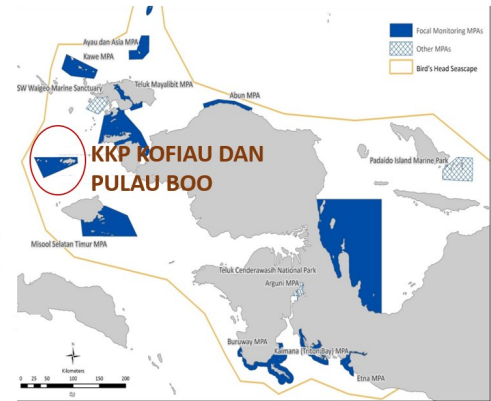 Focal Monitoring MPAs
Other MPAs
Bird's Head Seascape
Ayau dan Asia MPA
Kawe MPA
SW Waigeo Marine Sanctuary
Teluk Mayalibit MPA
Abun MPA
KKP KOFIAU DAN
PULAU BOO
Padaido Island Marine Park
Misool Selatan Timur MPA
Teluk Cenderawasih National Park
Arguni MPA
Buruway MPA
Kaimana (Triton Bay) MPA
Etna MPA
N
Kilometers
0 25 50 100 150 200